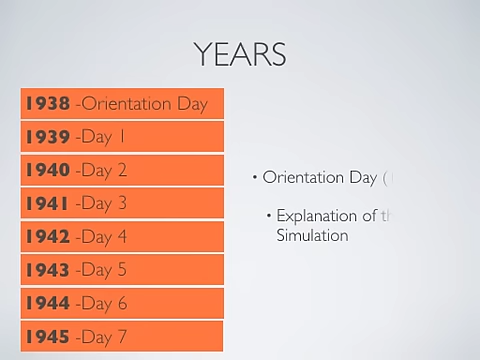 YEARS
1938 -Orientation Day
1939 -Day 1
1940 -Day 2
1941 -Day 3
1942 -Day 4
1943 -Day 5
1944 -Day 6
1945 -Day 7
• Orientation Day (
• Explanation of th
Simulation